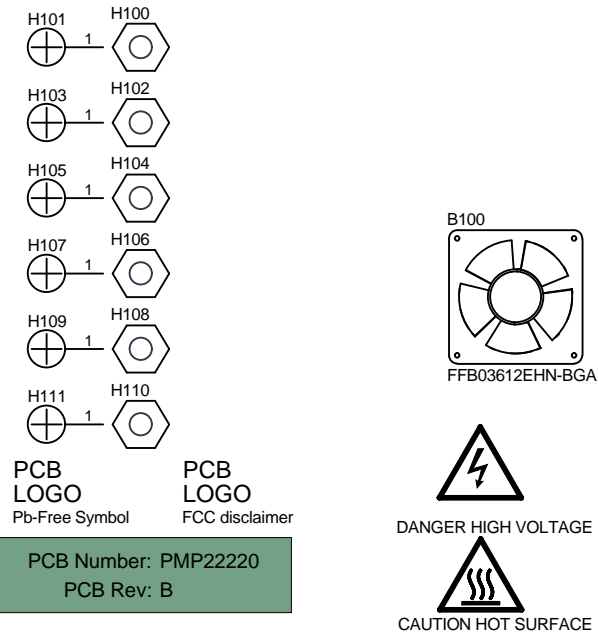 H101
H100
1
H103
H102
1
H105
H104
1
H107
H106
1
H109
H108
1
H111
H110
1
B100
FFB03612EHN-BGA
PCB
LOGO
Pb-Free Symbol
PCB
LOGO
FCC disclaimer
DANGER HIGH VOLTAGE
PCB Number: PMP22220
PCB Rev: B
CAUTION HOT SURFACE